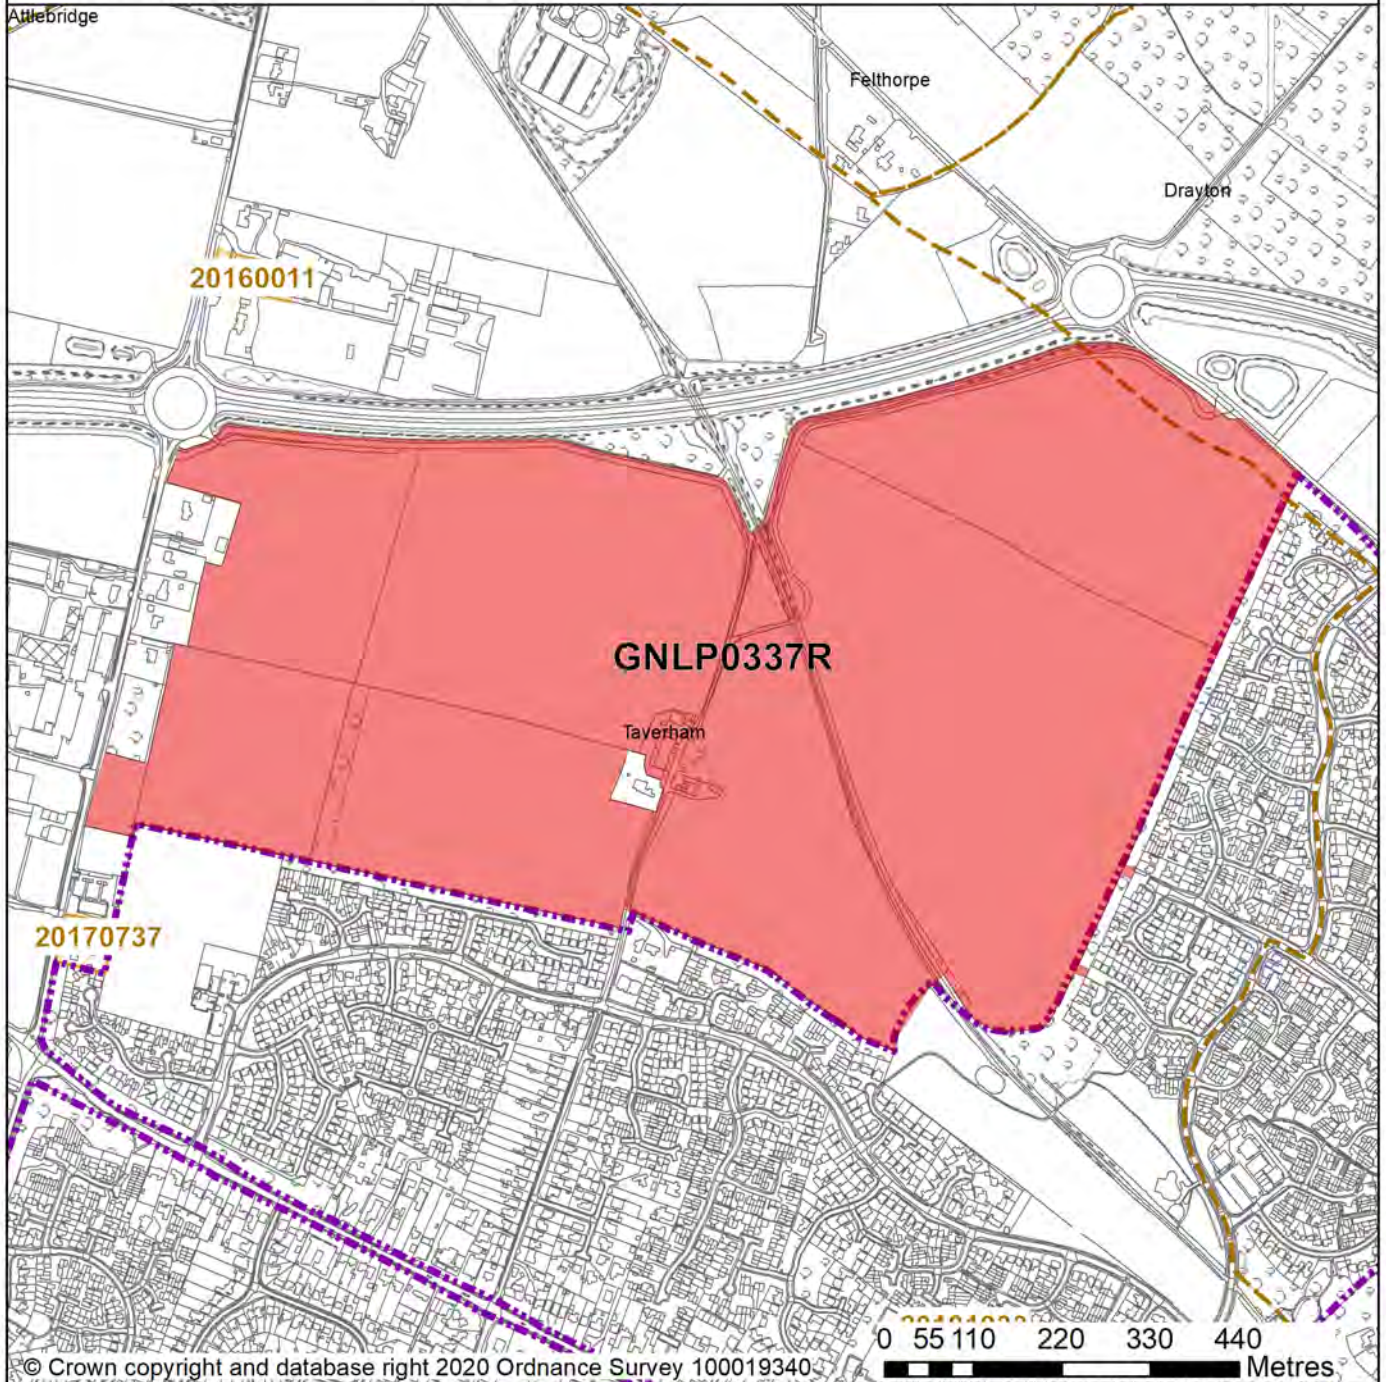 Attlebridge
Felthorpe
Drayton
20160011
GNLP0337R
Taverham
20170737
0 55 110 220 330 440
Metres
© Crown copyright and database right 2020 Ordnance Survey 100019340